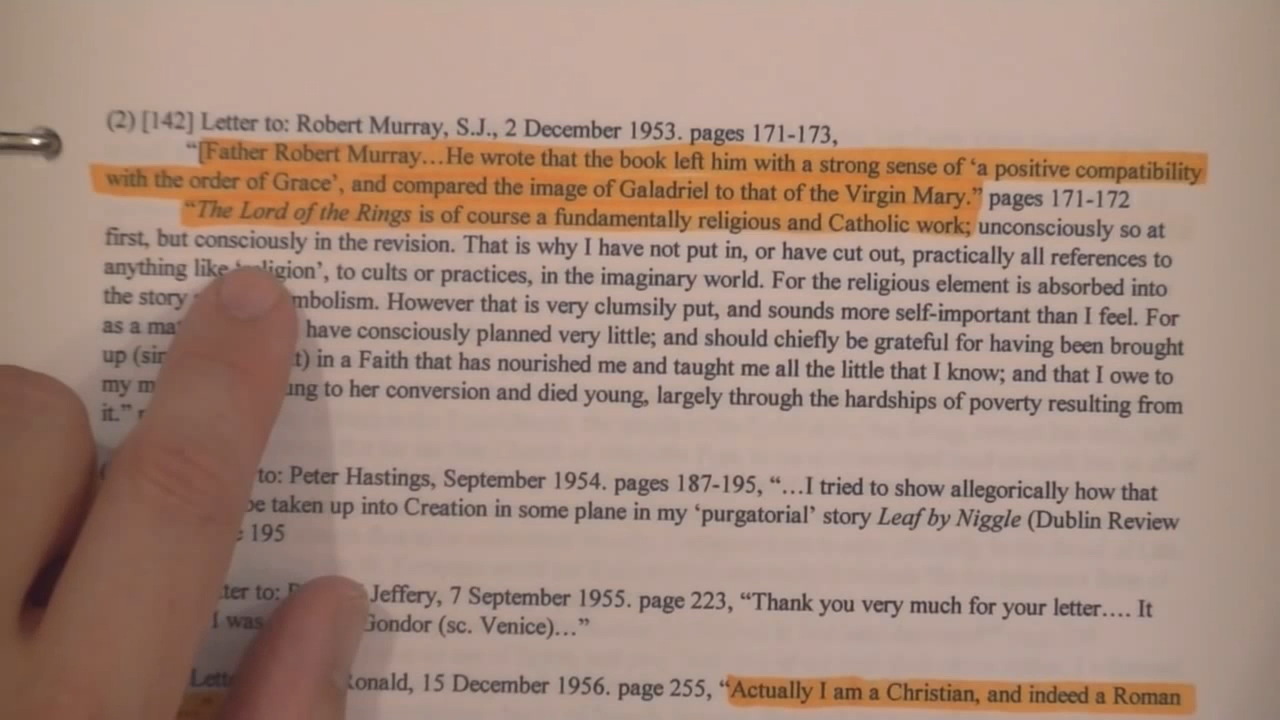 (2) [142] Letter to: Robert Murray, S.J., 2 December 1953. pages 171-173,
“[Father Robert Murray…He wrote that the book left him with a strong sense of ‘a positive compatibility
with the order of Grace’, and compared the image of Galadriel to that of the Virgin Mary.” pages 171-172
“The Lord of the Rings is of course a fundamentally religious and Catholic work; unconsciously so at
first, but consciously in the revision. That is why I have not put in, or have cut out, practically all references to
anything like ‘religion’, to cults or practices, in the imaginary world. For the religious element is absorbed into
the story mbolism. However that is very clumsily put, and sounds more self-important than I feel. For
as a ma have consciously planned very little; and should chiefly be grateful for having been brought
up (sin t) in a Faith that has nourished me and taught me all the little that I know; and that I owe to
my m ung to her conversion and died young, largely through the hardships of poverty resulting from
it.”
to: Peter Hastings, September 1954. pages 187-195, “…I tried to show allegorically how that
be taken up into Creation in some plane in my ‘purgatorial’ story Leaf by Niggle (Dublin Review
195
ter to: Jeffery, 7 September 1955. page 223, “Thank you very much for your letter…. It
I was Gondor (sc. Venice)…”
Lette onald, 15 December 1956. page 255, “Actually I am a Christian, and indeed a Roman